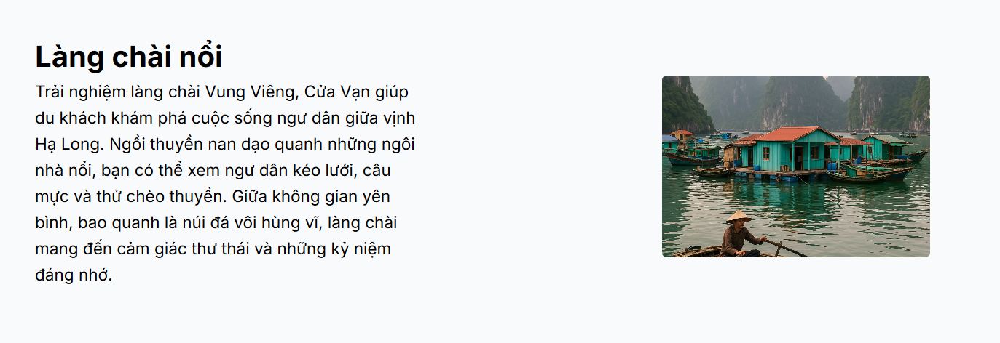 Làng chài nổi
Trải nghiệm làng chài Vung Viêng, Cửa Vạn giúp
du khách khám phá cuộc sống ngư dân giữa vịnh
Hạ Long. Ngồi thuyền nan dạo quanh những ngôi
nhà nổi, bạn có thể xem ngư dân kéo lưới, câu
mực và thử chèo thuyền. Giữa không gian yên
bình, bao quanh là núi đá vôi hùng vĩ, làng chài
mang đến cảm giác thư thái và những kỷ niệm
đáng nhớ.